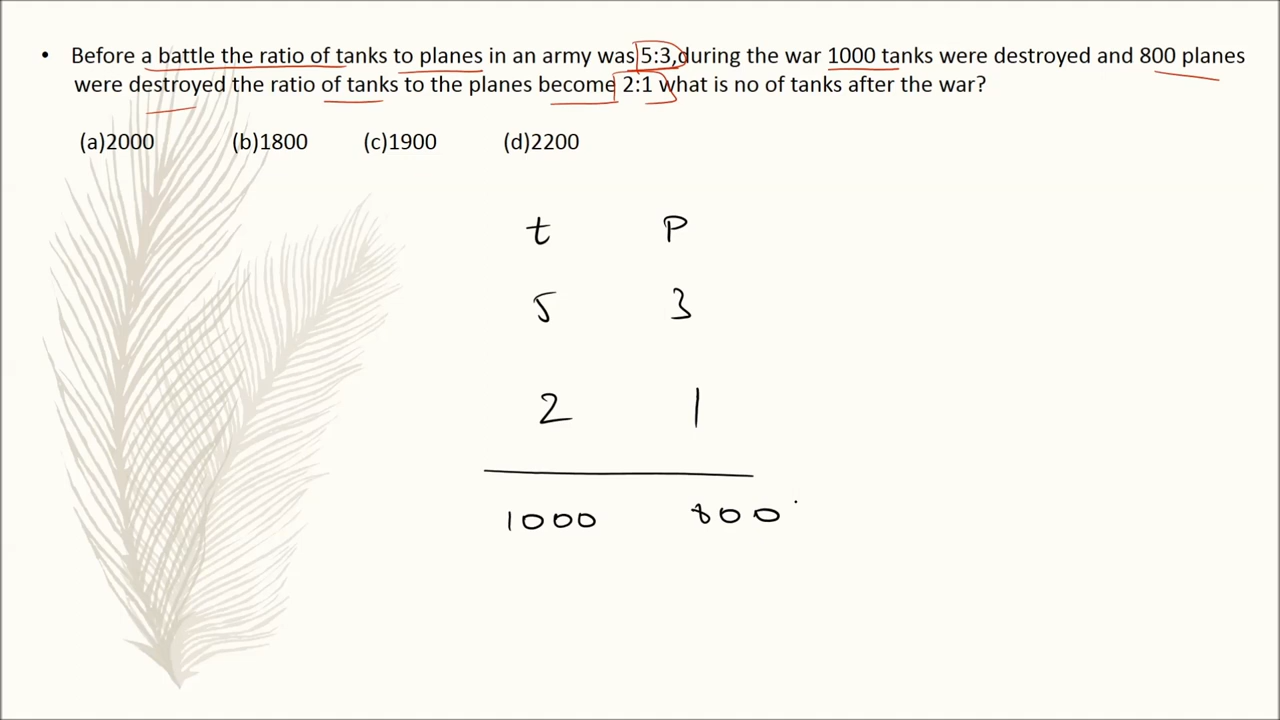 • Before a battle the ratio of tanks to planes in an army was 5:3,during the war 1000 tanks were destroyed and 800 planes
were destroyed the ratio of tanks to the planes become 2:1 what is no of tanks after the war?
(a)2000 (b)1800 (c)1900 (d)2200
t P
5 3
2 1
1000 800